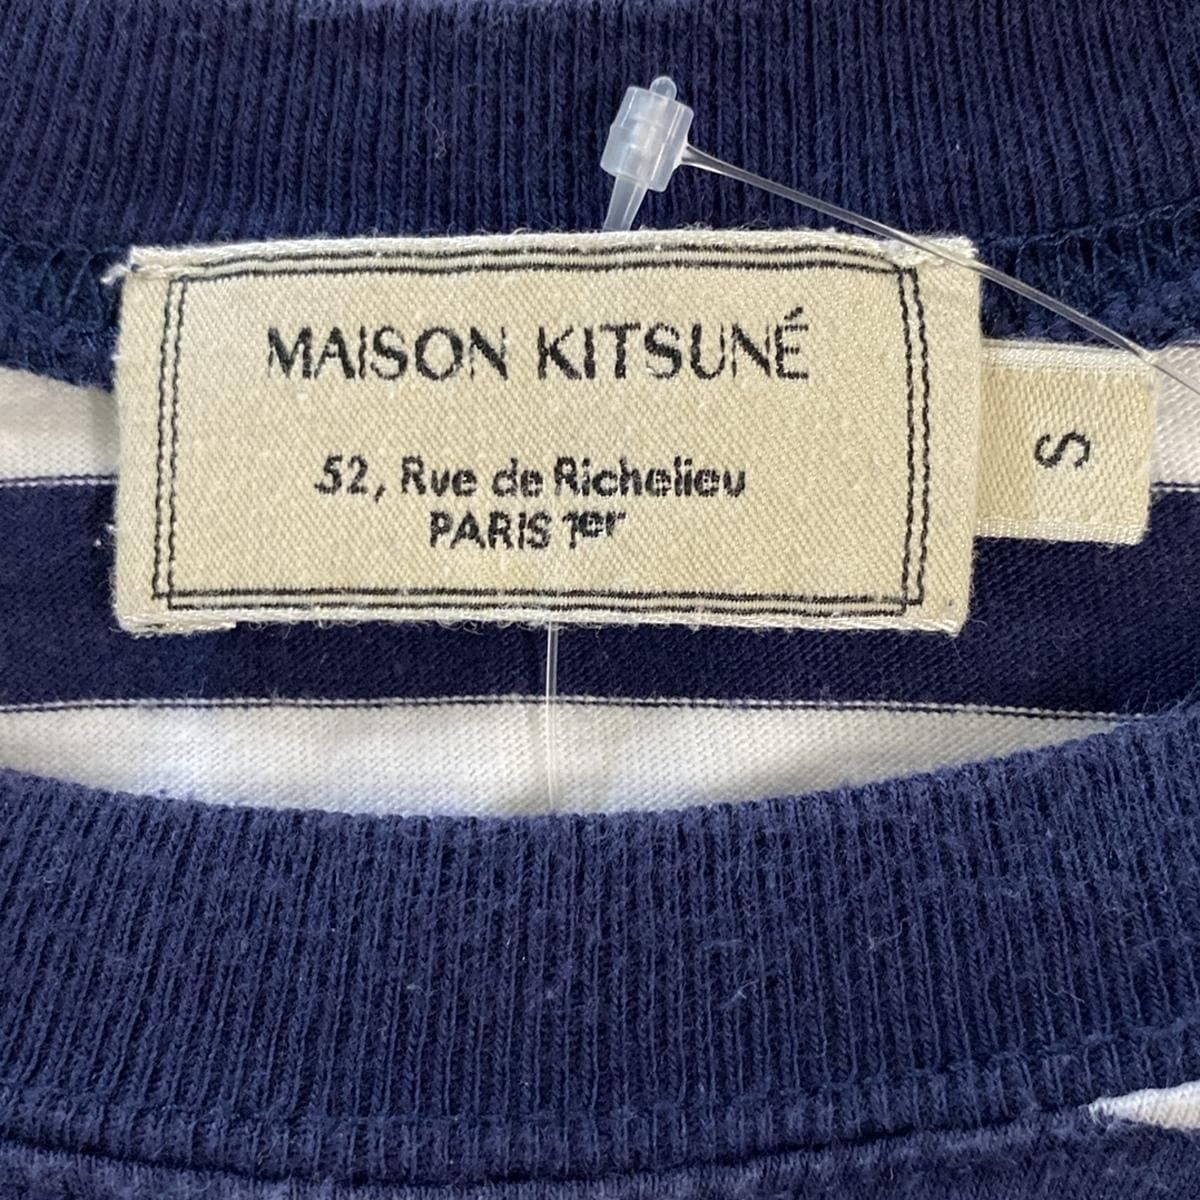 MAISON KITSUNÉ
52, Rue de Richelieu
PARIS 1er
S